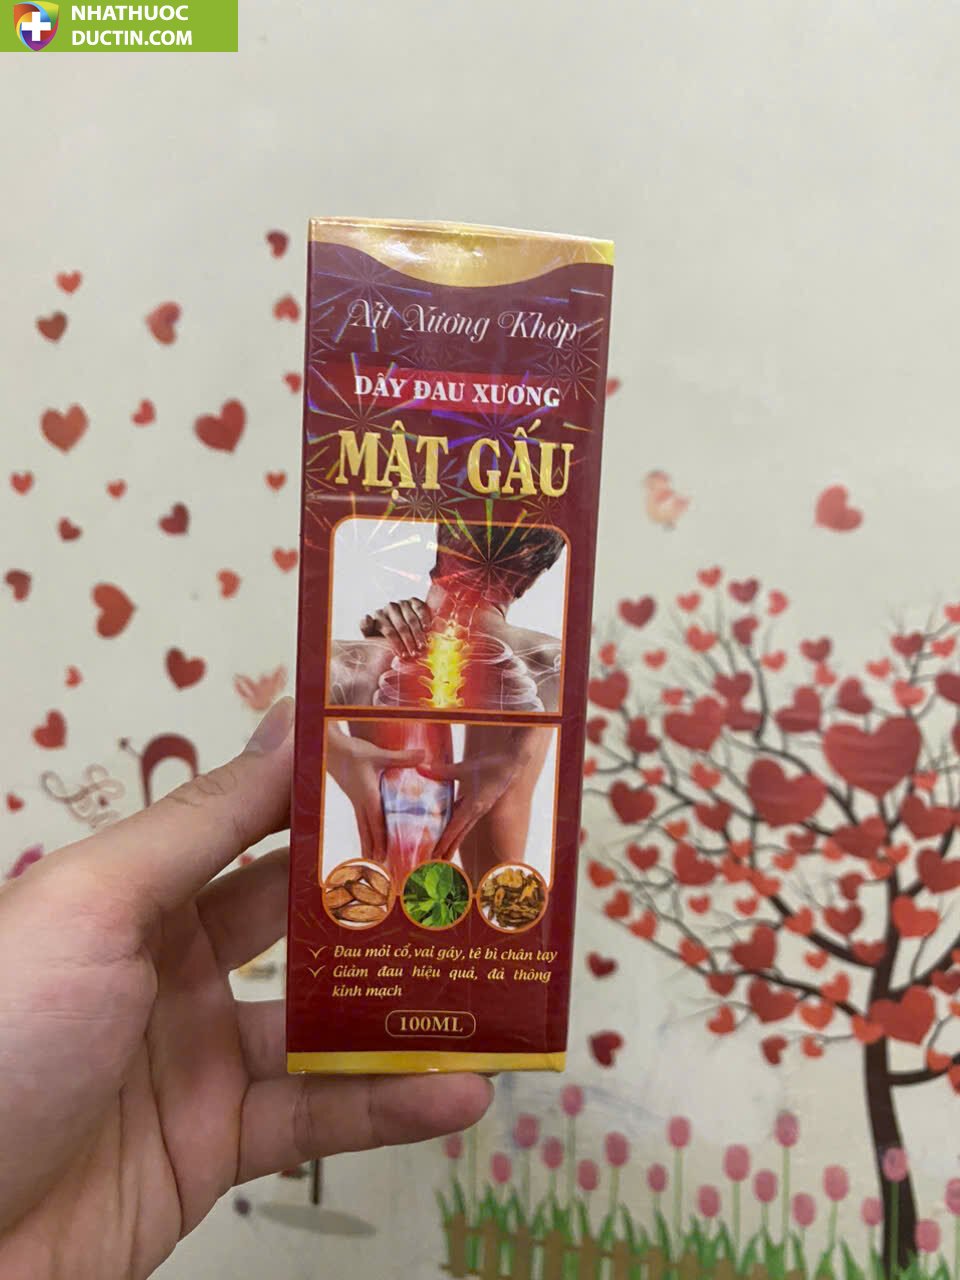 NHATHUOC
DUCTIN.COM
Xịt Xương Khớp
DÂY ĐAU XƯƠNG
MẬT GẤU
Đau mỏi cổ, vai gáy, tê bì chân tay
Giảm đau hiệu quả, đả thông
kinh mạch
100ML